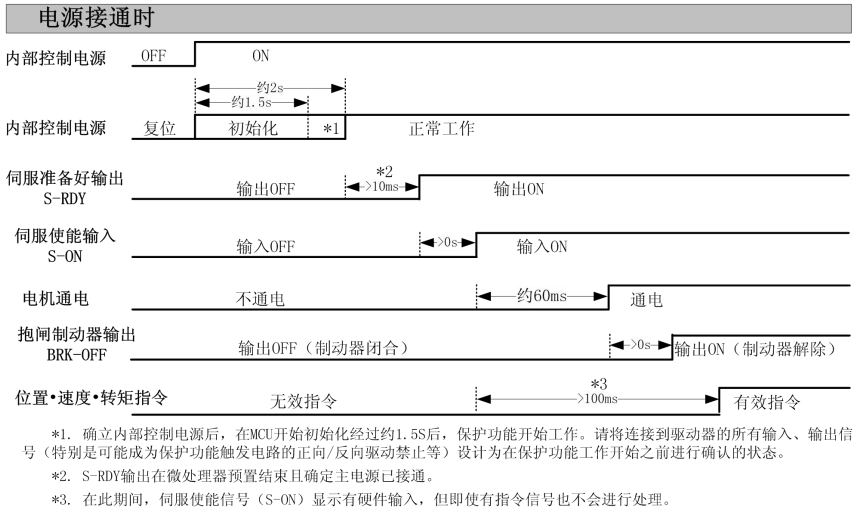 电源接通时
内部控制电源 OFF ON
约2s
约1.5s
内部控制电源 复位 初始化 *1 正常工作
伺服准备好输出
S-RDY
输出OFF
*2
>10ms
输出ON
伺服使能输入
S-ON
输入OFF >0s 输入ON
电机通电 不通电 约60ms 通电
抱闸制动器输出
BRK-OFF
输出OFF（制动器闭合） >0s 输出ON（制动器解除）
位置•速度•转矩指令 无效指令
*3
>100ms
有效指令
*1. 确立内部控制电源后，在MCU开始初始化经过约1.5S后，保护功能开始工作。请将连接到驱动器的所有输入、输出信
号（特别是可能成为保护功能触发电路的正向/反向驱动禁止等）设计为在保护功能工作开始之前进行确认的状态。
*2. S-RDY输出在微处理器预置结束且确定主电源已接通。
*3. 在此期间，伺服使能信号（S-ON）显示有硬件输入，但即使有指令信号也不会进行处理。